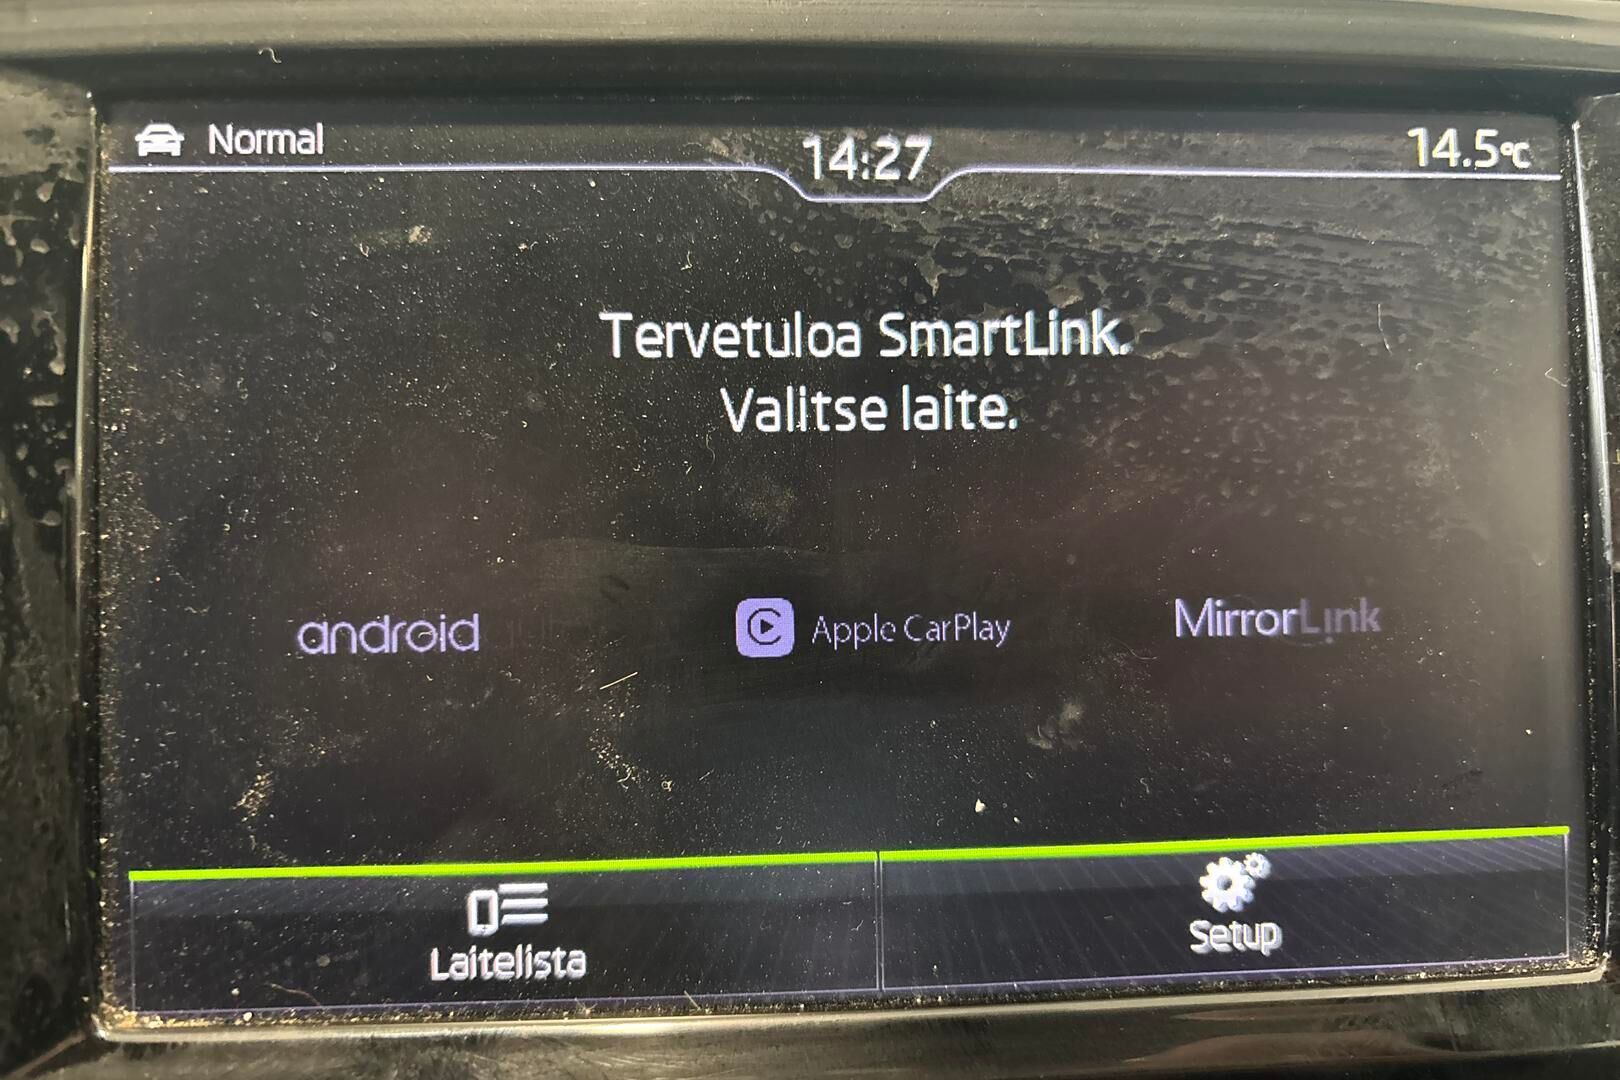 Normal
14:27
14.5°C
Tervetuloa SmartLink.
Valitse laite.
android
Apple CarPlay
MirrorLink
Laitelista
Setup